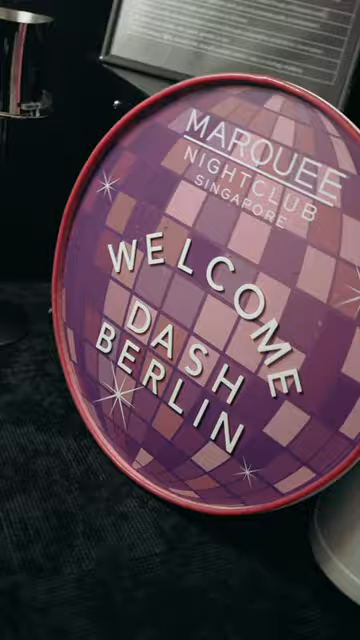 MARQUEE
NIGHTCLUB
SINGAPORE
WELCOME
DASH
BERLIN